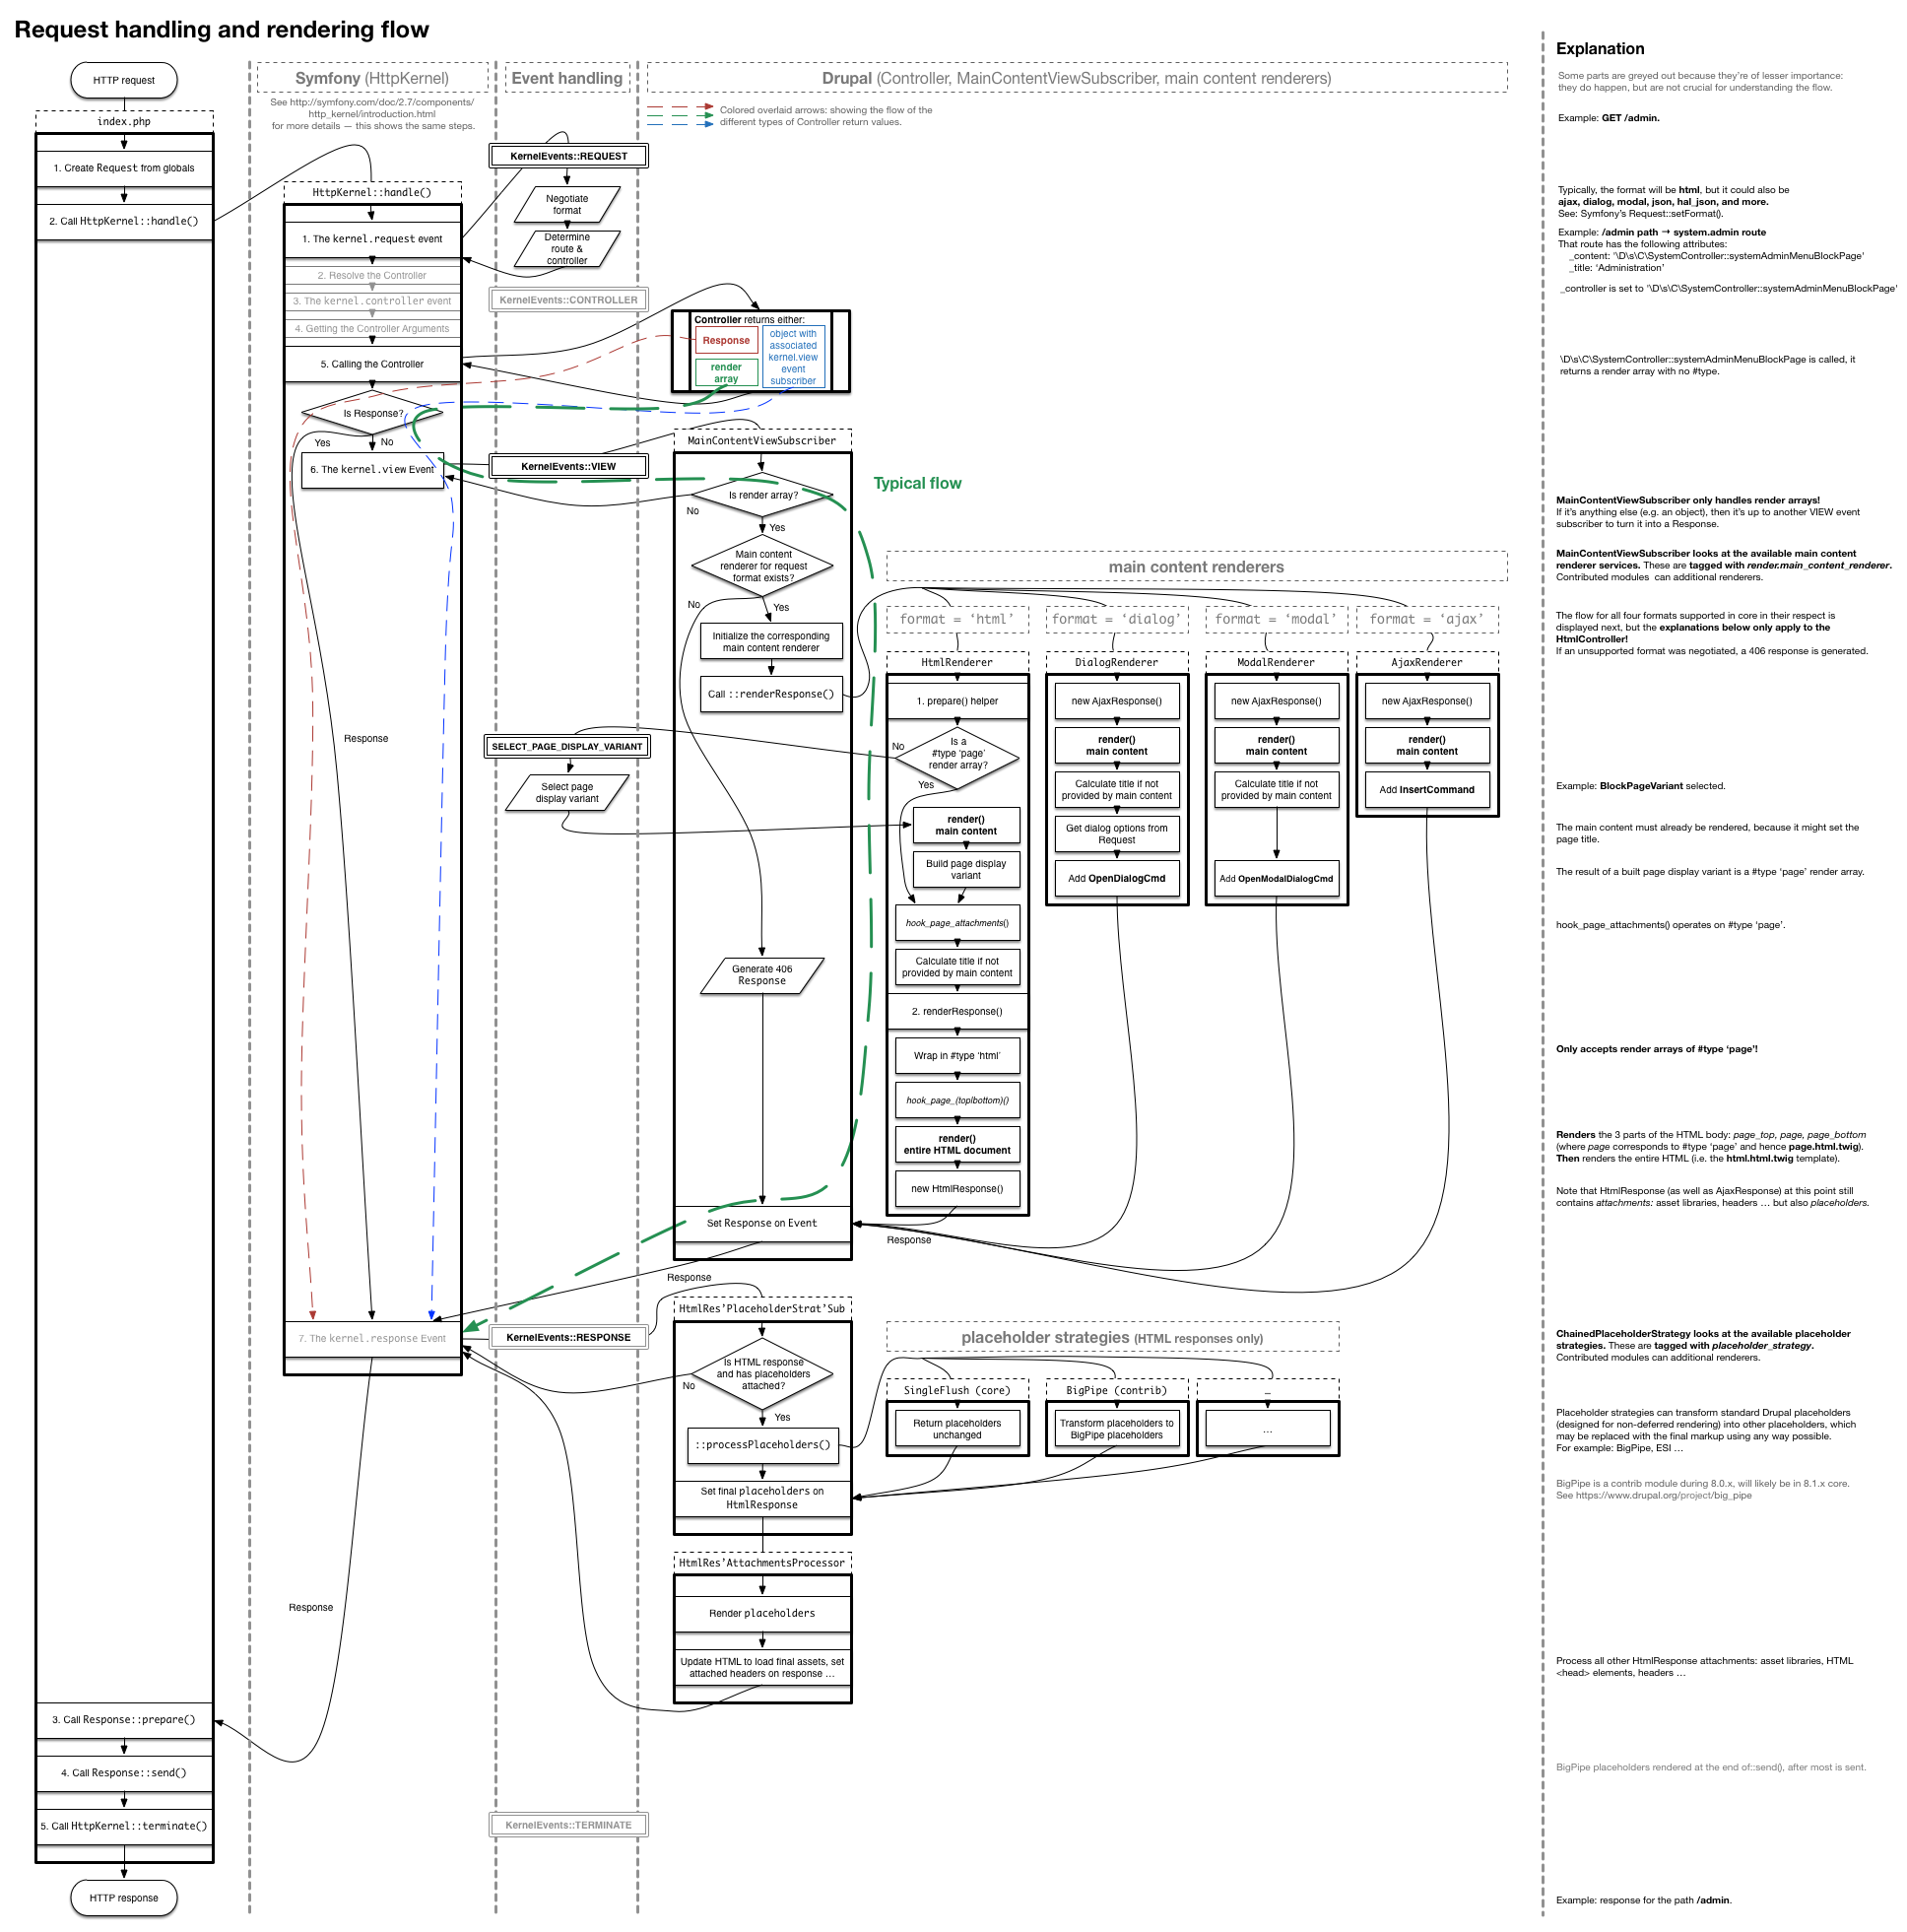 Request handling and rendering flow
HTTP request
index.php
1. Create Request from globals
2. Call HttpKernel::handle()
3. Call Response::prepare()
4. Call Response::send()
5. Call HttpKernel::terminate()
HTTP response
Symfony (HttpKernel)
See http://symfony.com/doc/2.7/components/
http_kernel/introduction.html
for more details — this shows the same steps.
HttpKernel::handle()
1. The kernel.request event
2. Resolve the Controller
3. The kernel.controller event
4. Getting the Controller Arguments
5. Calling the Controller
Is Response?
Yes
No
6. The kernel.view Event
Response
7. The kernel.response Event
Response
Event handling
KernelEvents::REQUEST
Negotiate
format
Determine
route &
controller
KernelEvents::CONTROLLER
KernelEvents::VIEW
SELECT_PAGE_DISPLAY_VARIANT
Select page
display variant
KernelEvents::RESPONSE
KernelEvents::TERMINATE
Drupal (Controller, MainContentViewSubscriber, main content renderers)
Colored overlaid arrows: showing the flow of the
different types of Controller return values.
Controller returns either:
Response
render
array
object with
associated
kernel.view
event
subscriber
MainContentViewSubscriber
Is render array?
No
Yes
Main content
renderer for request
format exists?
No
Yes
Initialize the corresponding
main content renderer
Call ::renderResponse()
Generate 406
Response
Set Response on Event
Response
Response
Typical flow
main content renderers
format = ‘html’
HtmlRenderer
1. prepare() helper
Is a
#type ‘page’
render array?
No
Yes
render()
main content
Build page display
variant
hook_page_attachments()
Calculate title if not
provided by main content
2. renderResponse()
Wrap in #type ‘html’
hook_page_(top|bottom)()
render()
entire HTML document
new HtmlResponse()
format = ‘dialog’
DialogRenderer
new AjaxResponse()
render()
main content
Calculate title if not
provided by main content
Get dialog options from
Request
Add OpenDialogCmd
format = ‘modal’
ModalRenderer
new AjaxResponse()
render()
main content
Calculate title if not
provided by main content
Add OpenModalDialogCmd
format = ‘ajax’
AjaxRenderer
new AjaxResponse()
render()
main content
Add InsertCommand
HtmlRes’PlaceholderStrat’Sub
Is HTML response
and has placeholders
attached?
No
Yes
::processPlaceholders()
Set final placeholders on
HtmlResponse
placeholder strategies (HTML responses only)
SingleFlush (core)
Return placeholders
unchanged
BigPipe (contrib)
Transform placeholders to
BigPipe placeholders
…
…
HtmlRes’AttachmentsProcessor
Render placeholders
Update HTML to load final assets, set
attached headers on response …
Explanation
Some parts are greyed out because they’re of lesser importance:
they do happen, but are not crucial for understanding the flow.
Example: GET /admin.
Typically, the format will be html, but it could also be
ajax, dialog, modal, json, hal_json, and more.
See: Symfony’s Request::setFormat().
Example: /admin path → system.admin route
That route has the following attributes:
_content: ‘\D\s\C\SystemController::systemAdminMenuBlockPage’
_title: ‘Administration’
_controller is set to ‘\D\s\C\SystemController::systemAdminMenuBlockPage’
\D\s\C\SystemController::systemAdminMenuBlockPage is called, it
returns a render array with no #type.
MainContentViewSubscriber only handles render arrays!
If it’s anything else (e.g. an object), then it’s up to another VIEW event
subscriber to turn it into a Response.
MainContentViewSubscriber looks at the available main content
renderer services. These are tagged with render.main_content_renderer.
Contributed modules can additional renderers.
The flow for all four formats supported in core in their respect is
displayed next, but the explanations below only apply to the
HtmlController!
If an unsupported format was negotiated, a 406 response is generated.
Example: BlockPageVariant selected.
The main content must already be rendered, because it might set the
page title.
The result of a built page display variant is a #type ‘page’ render array.
hook_page_attachments() operates on #type ‘page’.
Only accepts render arrays of #type ‘page’!
Renders the 3 parts of the HTML body: page_top, page, page_bottom
(where page corresponds to #type ‘page’ and hence page.html.twig).
Then renders the entire HTML (i.e. the html.html.twig template).
Note that HtmlResponse (as well as AjaxResponse) at this point still
contains attachments: asset libraries, headers … but also placeholders.
ChainedPlaceholderStrategy looks at the available placeholder
strategies. These are tagged with placeholder_strategy.
Contributed modules can additional renderers.
Placeholder strategies can transform standard Drupal placeholders
(designed for non-deferred rendering) into other placeholders, which
may be replaced with the final markup using any way possible.
For example: BigPipe, ESI …
BigPipe is a contrib module during 8.0.x, will likely be in 8.1.x core.
See https://www.drupal.org/project/big_pipe
Process all other HtmlResponse attachments: asset libraries, HTML
<head> elements, headers …
BigPipe placeholders rendered at the end of::send(), after most is sent.
Example: response for the path /admin.